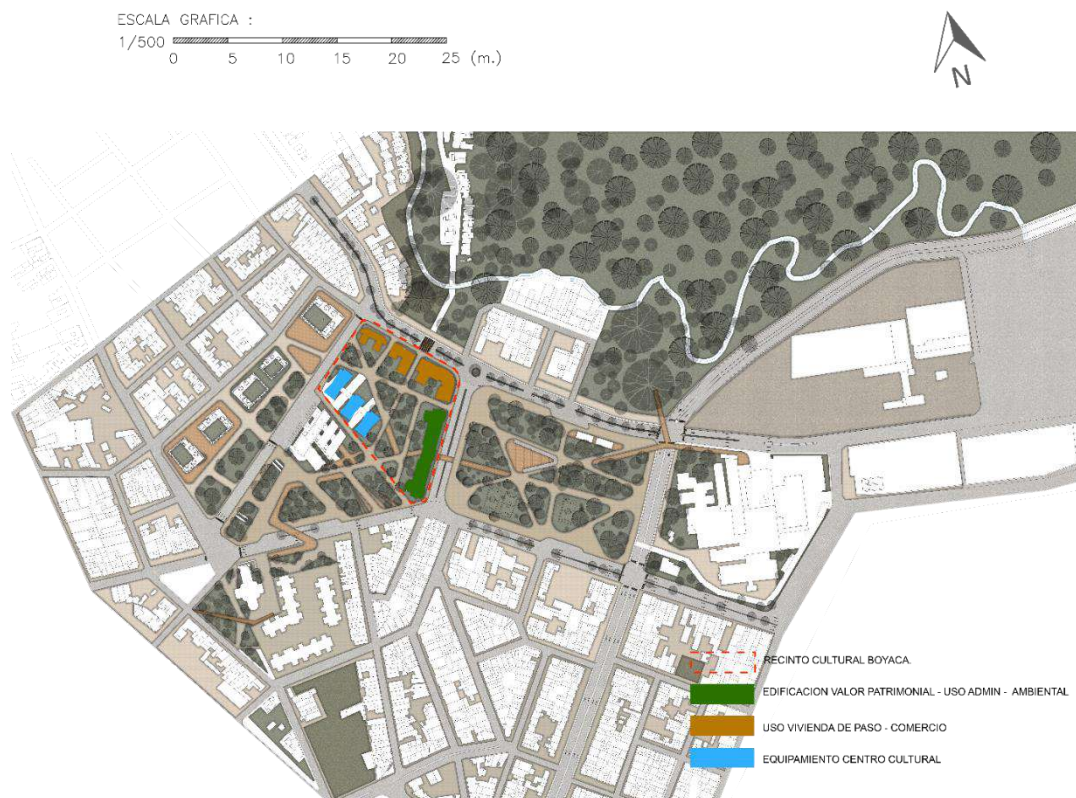 ESCALA GRAFICA :
1/500
0 5 10 15 20 25 (m.)
N
RECINTO CULTURAL BOYACA.
EDIFICACION VALOR PATRIMONIAL - USO ADMIN - AMBIENTAL
USO VIVIENDA DE PASO - COMERCIO
EQUIPAMIENTO CENTRO CULTURAL